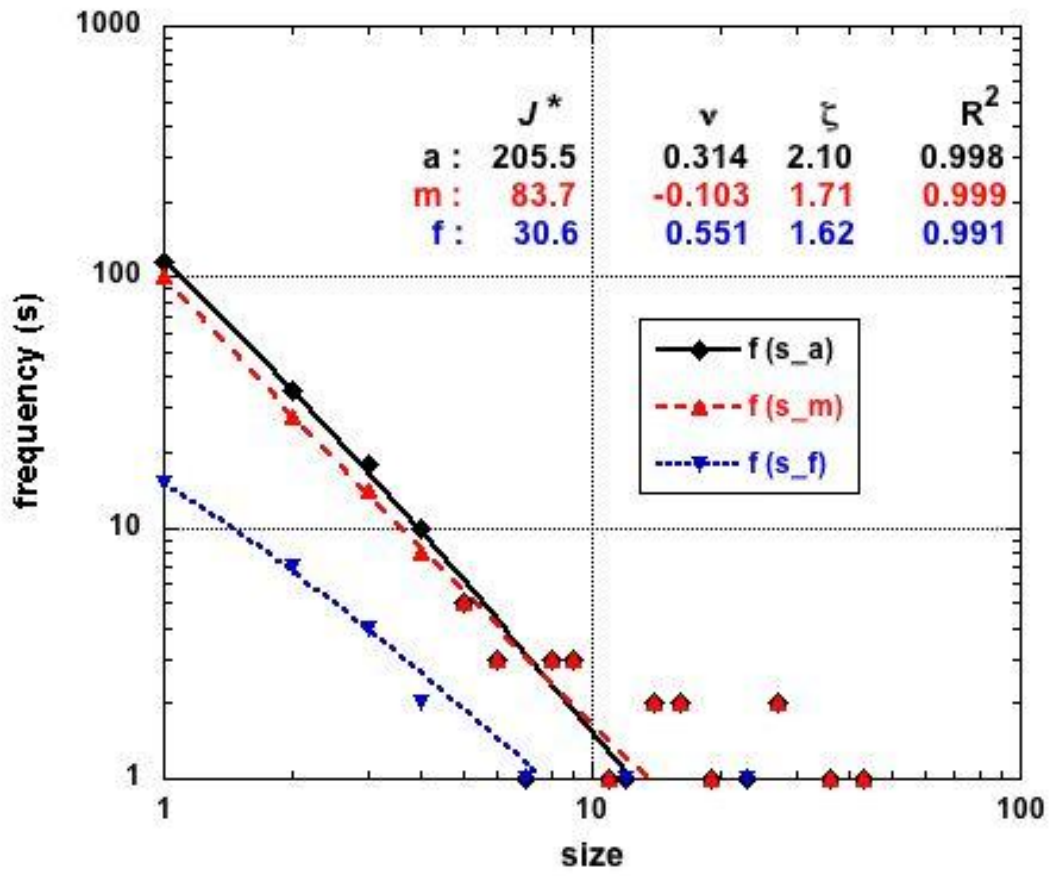 1000
J * ν ζ R2
a : 205.5 0.314 2.10 0.998
m : 83.7 -0.103 1.71 0.999
f : 30.6 0.551 1.62 0.991
100
frequency (s)
f (s_a)
f (s_m)
f (s_f)
10
1
1 10 100
size